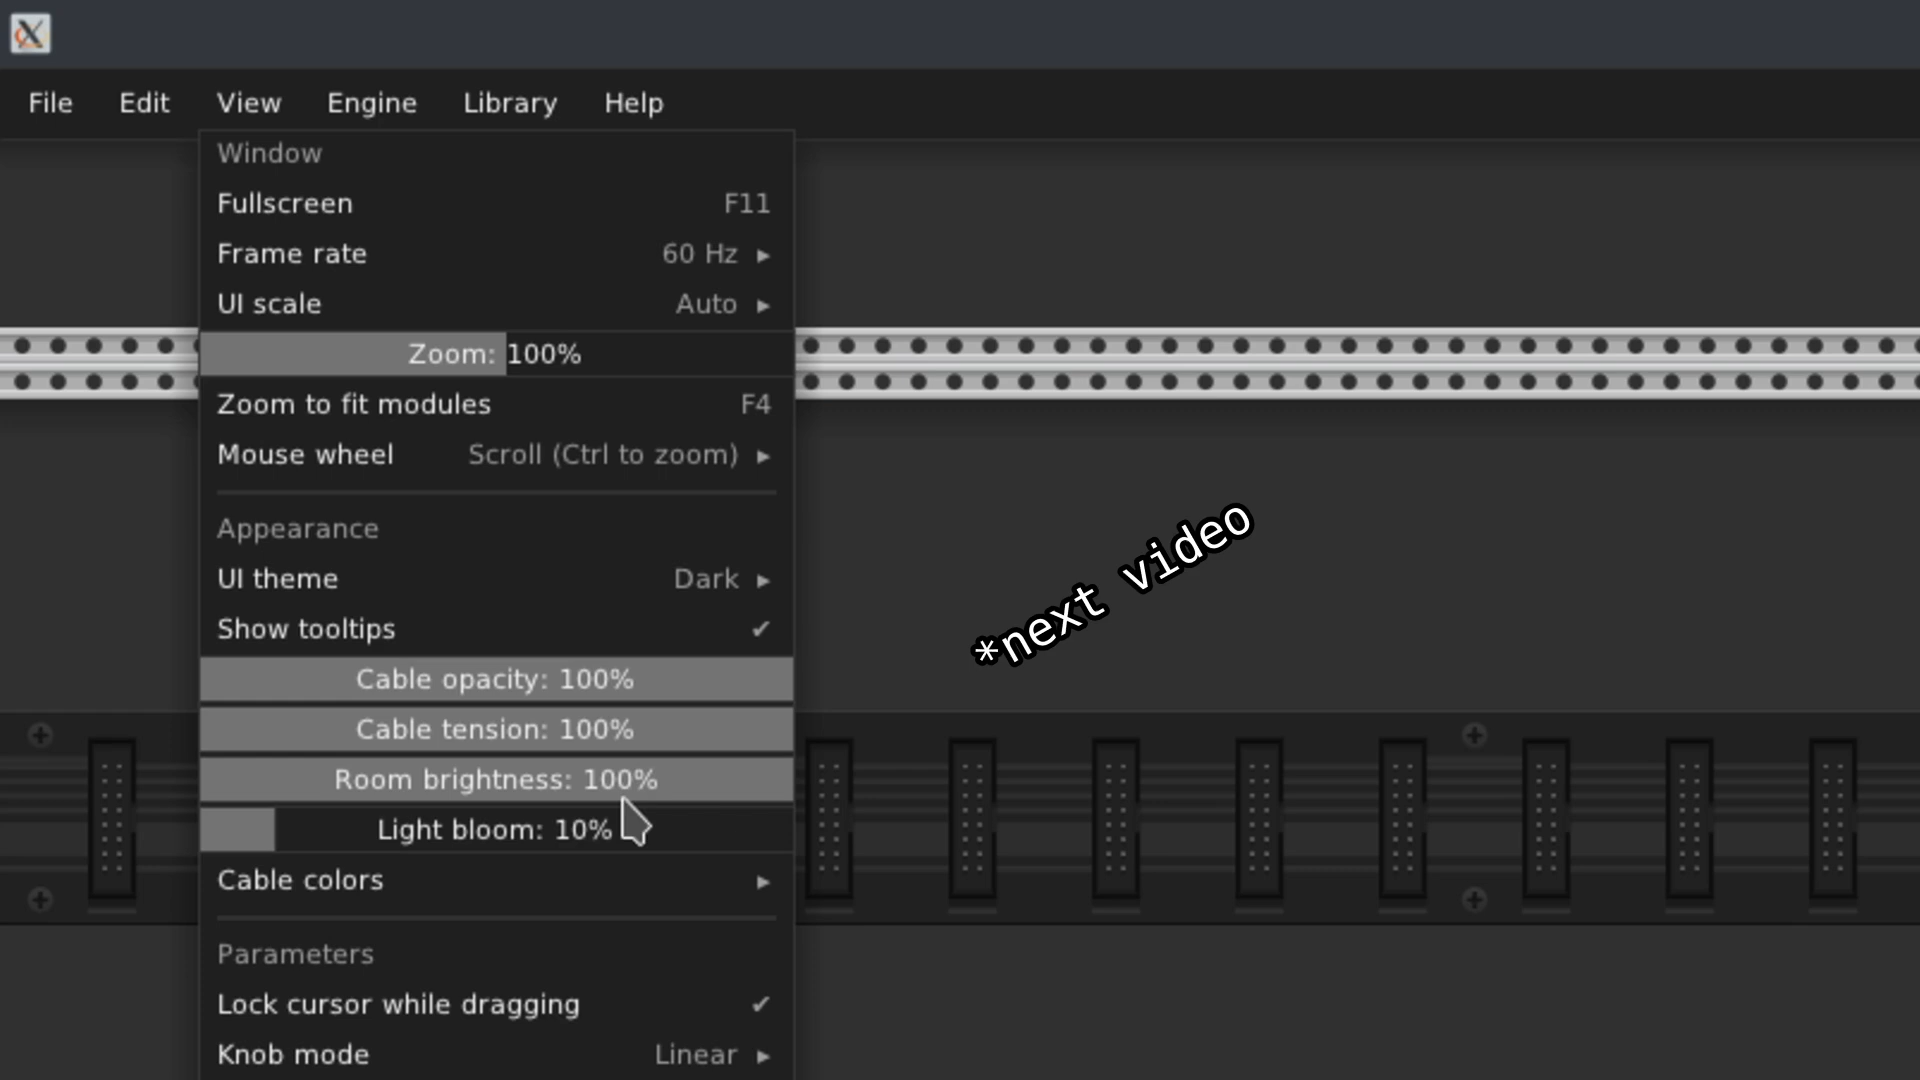 File Edit View Engine Library Help
Window
Fullscreen F11
Frame rate 60 Hz ▸
UI scale Auto ▸
Zoom: 100%
Zoom to fit modules F4
Mouse wheel Scroll (Ctrl to zoom) ▸
Appearance
UI theme Dark ▸
Show tooltips ✔
Cable opacity: 100%
Cable tension: 100%
Room brightness: 100%
Light bloom: 10%
Cable colors ▸
Parameters
Lock cursor while dragging ✔
Knob mode Linear ▸
*next video